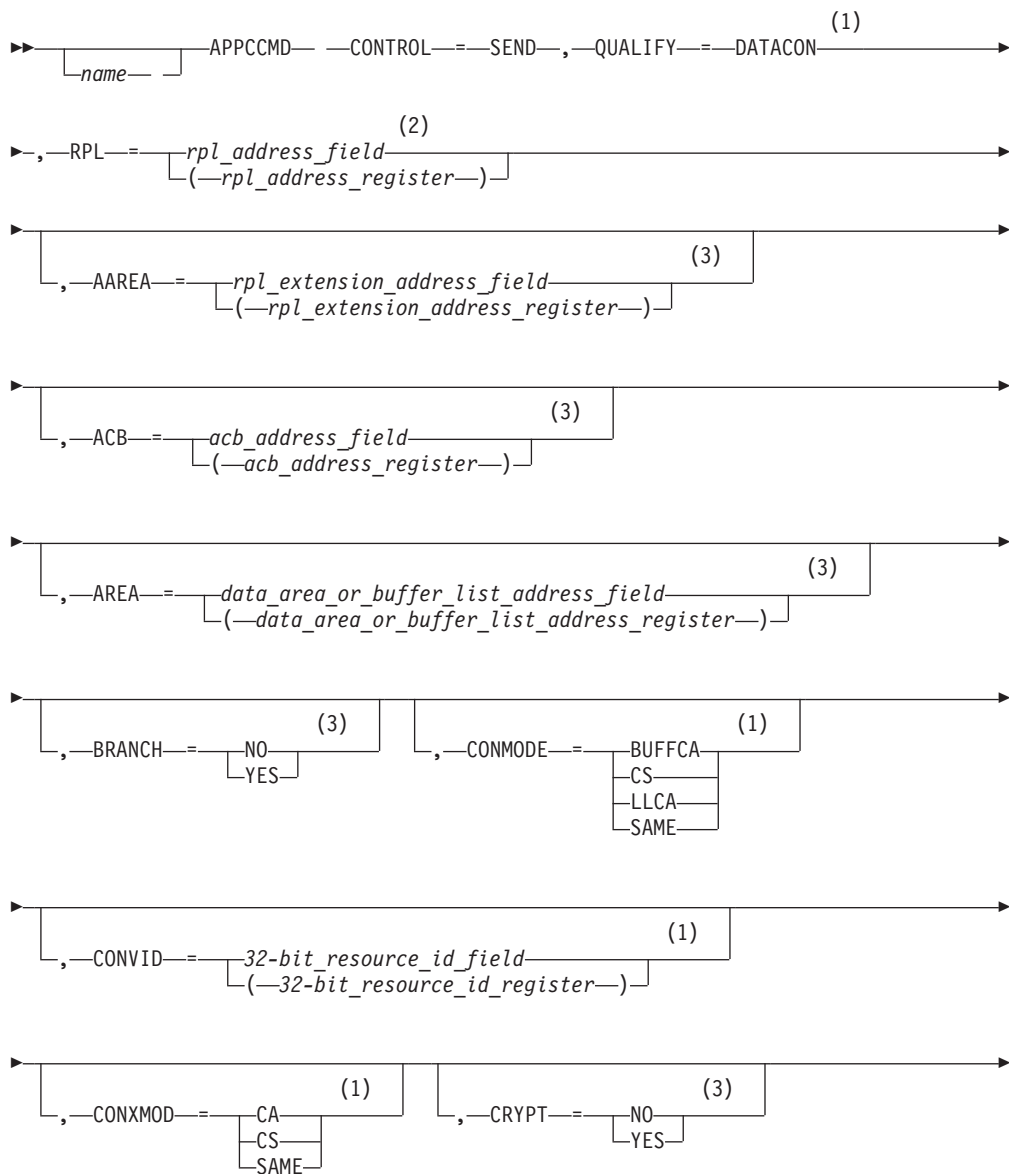 (1)
APPCCMD CONTROL = SEND , QUALIFY = DATACON
name
(2)
, RPL = rpl_address_field
( rpl_address_register )
(3)
, AAREA = rpl_extension_address_field
( rpl_extension_address_register )
(3)
, ACB = acb_address_field
( acb_address_register )
(3)
, AREA = data_area_or_buffer_list_address_field
( data_area_or_buffer_list_address_register )
(3) (1)
, BRANCH = NO , CONMODE = BUFFCA
YES CS
LLCA
SAME
(1)
, CONVID = 32-bit_resource_id_field
( 32-bit_resource_id_register )
(1) (3)
, CONXMOD = CA , CRYPT = NO
CS YES
SAME